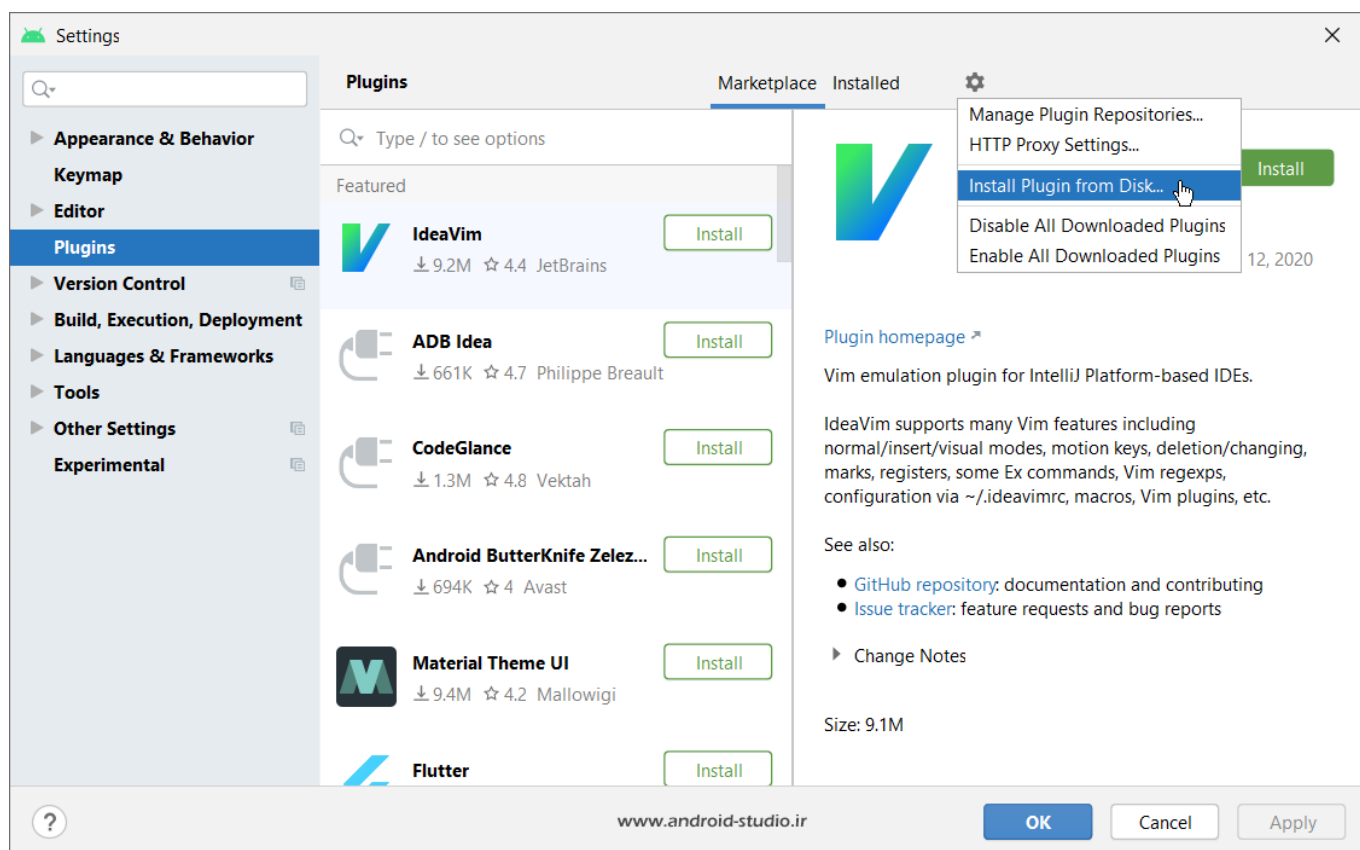 Settings
Plugins
Marketplace Installed
Manage Plugin Repositories...
HTTP Proxy Settings...
Install Plugin from Disk...
Disable All Downloaded Plugins
Enable All Downloaded Plugins
Appearance & Behavior
Keymap
Editor
Plugins
Version Control
Build, Execution, Deployment
Languages & Frameworks
Tools
Other Settings
Experimental
Type / to see options
Featured
IdeaVim
Install
9.2M 4.4 JetBrains
ADB Idea
Install
661K 4.7 Philippe Breault
CodeGlance
Install
1.3M 4.8 Vektah
Android ButterKnife Zelez...
Install
694K 4 Avast
Material Theme UI
Install
9.4M 4.2 Mallowigi
Flutter
Install
Install
12, 2020
Plugin homepage
Vim emulation plugin for IntelliJ Platform-based IDEs.
IdeaVim supports many Vim features including
normal/insert/visual modes, motion keys, deletion/changing,
marks, registers, some Ex commands, Vim regexps,
configuration via ~/.ideavimrc, macros, Vim plugins, etc.
See also:
GitHub repository: documentation and contributing
Issue tracker: feature requests and bug reports
Change Notes
Size: 9.1M
?
www.android-studio.ir
OK
Cancel
Apply